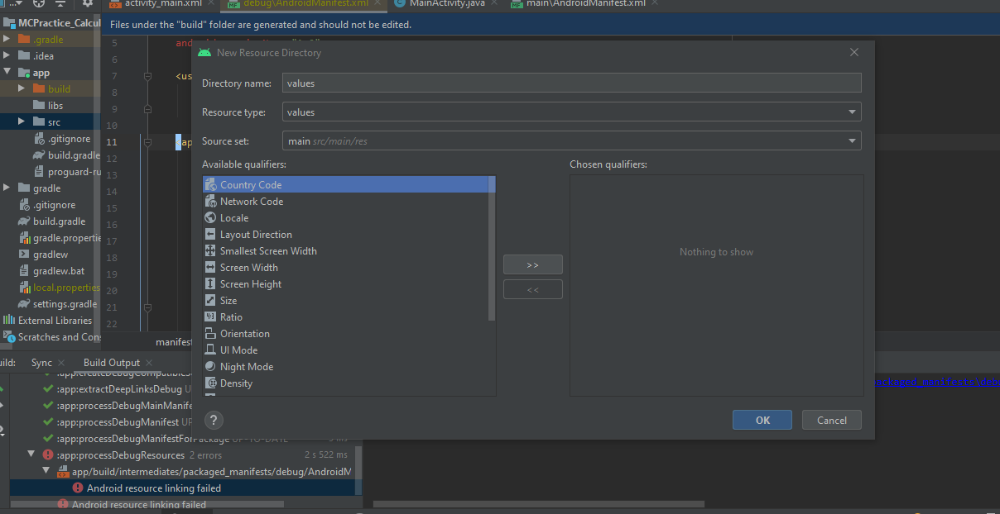 activity_main.xml
debug\AndroidManifest.xml
MainActivity.java
main\AndroidManifest.xml
MCPractice_Calcul
Files under the "build" folder are generated and should not be edited.
.gradle
.idea
app
build
libs
src
.gitignore
build.gradle
proguard-ru
gradle
.gitignore
build.gradle
gradle.propertie
gradlew
gradlew.bat
local.properties
settings.gradle
External Libraries
Scratches and Cons
5
6
7 <us
8
9
10
11 ap
12
13
14
15
16
17
18
19
20
21
22
manifest
New Resource Directory
Directory name: values
Resource type: values
Source set: main src/main/res
Available qualifiers:
Chosen qualifiers:
Country Code
Network Code
Locale
Layout Direction
Smallest Screen Width
Screen Width
Screen Height
Size
Ratio
Orientation
UI Mode
Night Mode
Density
>>
<<
Nothing to show
?
OK
Cancel
uild: Sync Build Output
:app:createDebugCompatibleS
:app:extractDeepLinksDebug U
:app:processDebugMainManife
:app:processDebugManifest UP
:app:processDebugManifestForPackage UP-TO-DATE
:app:processDebugResources 2 errors 2 s 522 ms
app/build/intermediates/packaged_manifests/debug/AndroidM
Android resource linking failed
Android resource linking failed
ackaged_manifests\deb